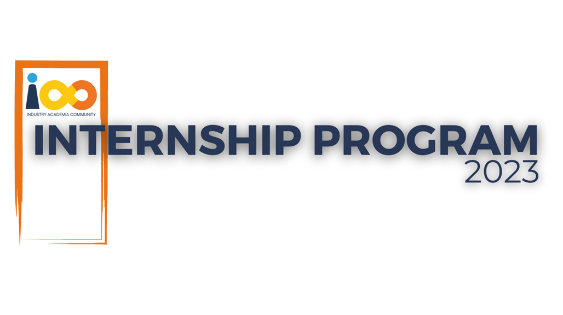 INDUSTRY ACADEMIA COMMUNITY
INTERNSHIP PROGRAM
2023